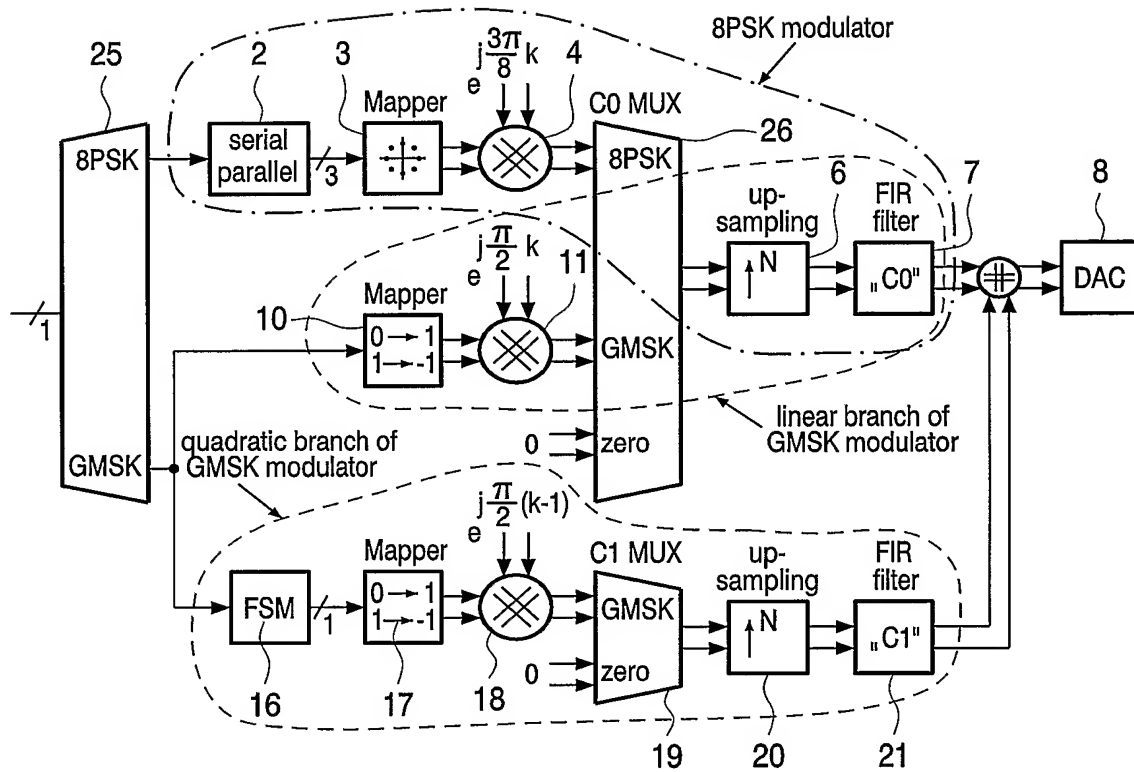 8PSK modulator
25
2
3
e j 3π/8 k
4
Mapper
C0 MUX
26
8PSK
serial
parallel
3
8PSK
6
7
8
up-
sampling
FIR
filter
e j π/2 k
11
↑ N
„C0"
DAC
Mapper
10
0 → 1
1 → -1
GMSK
1
linear branch of
GMSK modulator
quadratic branch of
GMSK modulator
0
zero
GMSK
e j π/2 (k-1)
Mapper
C1 MUX
up-
sampling
FIR
filter
FSM
1
0 → 1
1 → -1
GMSK
↑ N
„C1"
0
zero
16
17
18
19
20
21